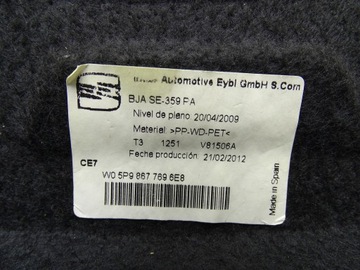 Automotive Eybl GmbH S.Com
BJA SE-359 PA
Nivel de plano 20/04/2009
Material >PP-WD-PET<
T3 1251 V81506A
Fecha producción: 21/02/2012
CE7
W0 5P9 867 769 6E8
Made in Spain